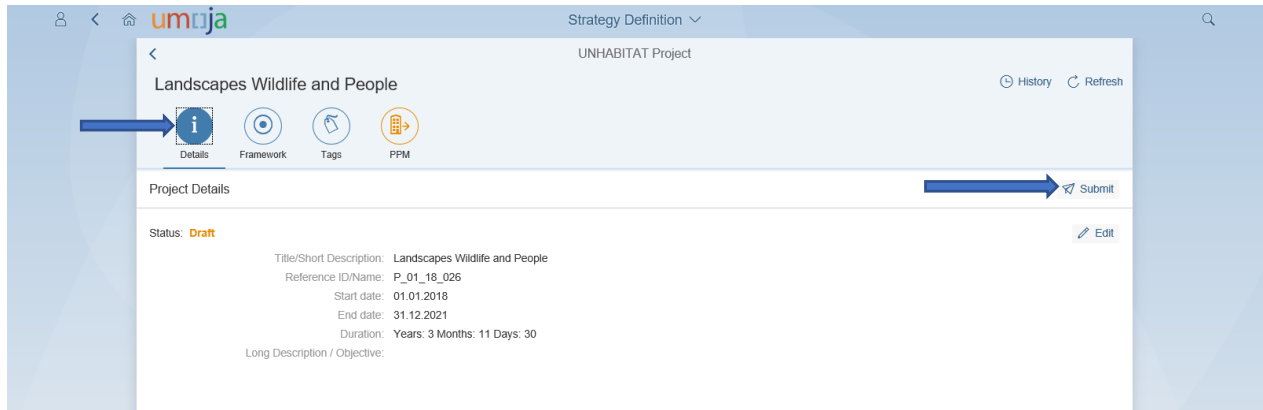 umoja
Strategy Definition
UNHABITAT Project
Landscapes Wildlife and People
History Refresh
i
Details Framework Tags PPM
Project Details
Submit
Status: Draft
Edit
Title/Short Description: Landscapes Wildlife and People
Reference ID/Name: P_01_18_026
Start date: 01.01.2018
End date: 31.12.2021
Duration: Years: 3 Months: 11 Days: 30
Long Description / Objective: